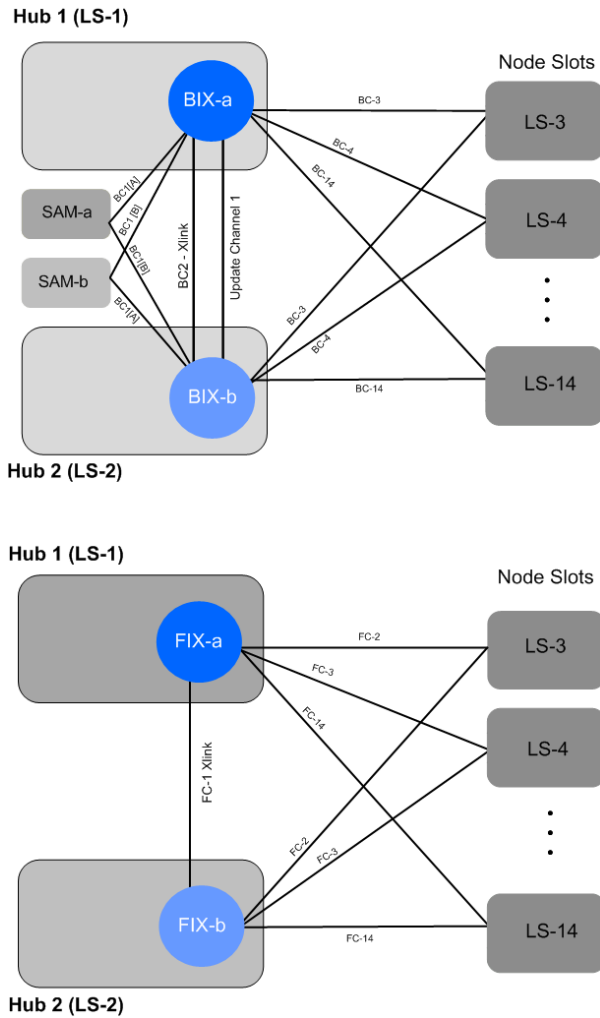 Hub 1 (LS-1)
Node Slots
BIX-a
BC-3
LS-3
BC-4
BC-14
BC1[A]
BC1[B]
SAM-a
LS-4
BC2 - Xlink
Update Channel 1
BC1[B]
SAM-b
BC1[A]
BC-3
BC-4
LS-14
BIX-b
BC-14
Hub 2 (LS-2)
Hub 1 (LS-1)
Node Slots
FIX-a
FC-2
LS-3
FC-3
FC-14
LS-4
FC-1 Xlink
FC-2
FC-3
FIX-b
FC-14
LS-14
Hub 2 (LS-2)